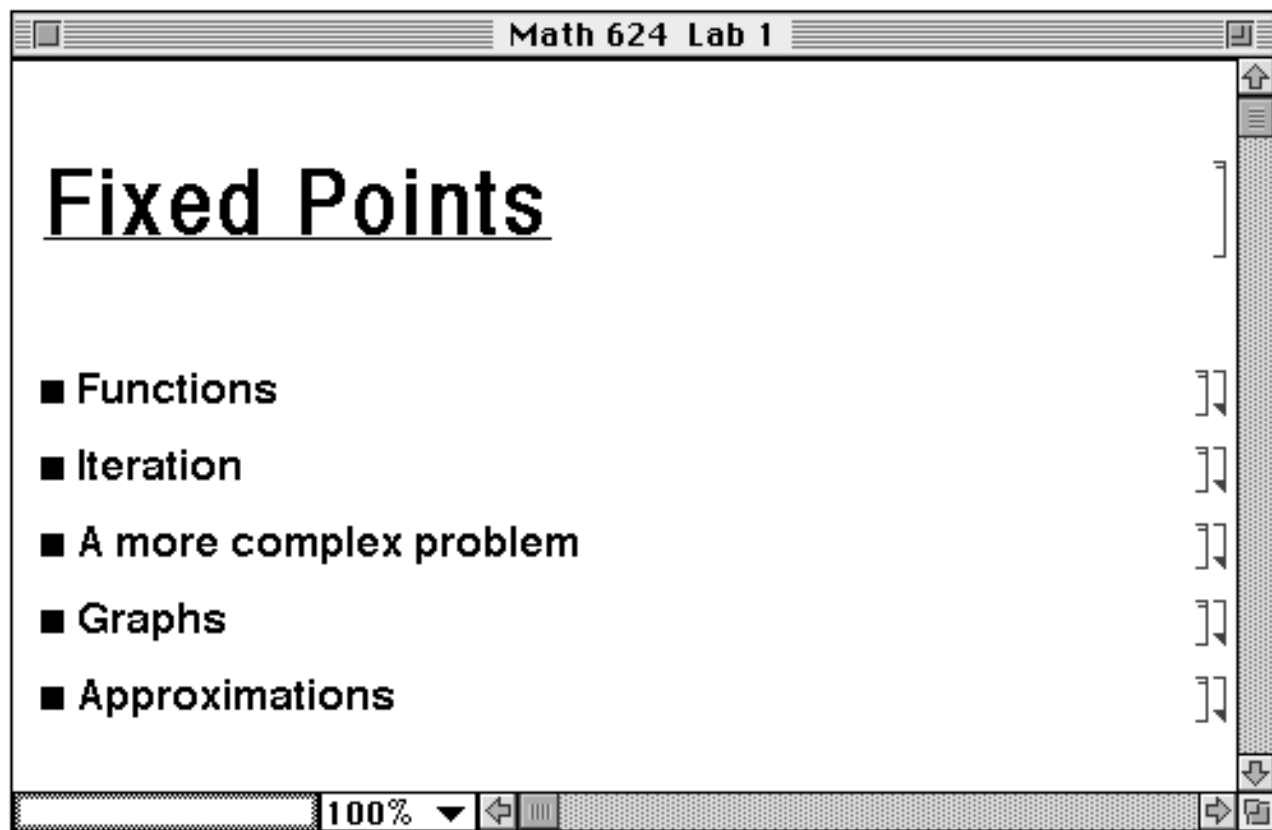 Math 624 Lab 1
Fixed Points
■ Functions
■ Iteration
■ A more complex problem
■ Graphs
■ Approximations
100%